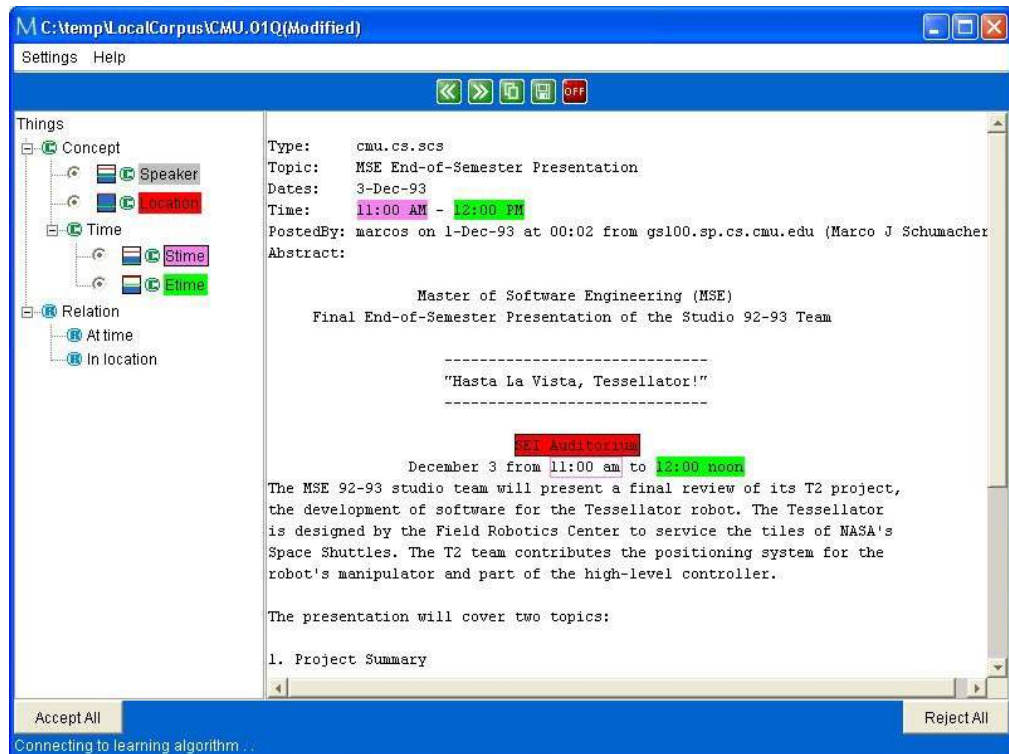 M C:\temp\LocalCorpus\CMU.01Q(Modified)
Settings Help
OFF
Things
C Concept
C Speaker
C Location
C Time
C Stime
C Etime
R Relation
R At time
R In location
Type: cmu.cs.scs
Topic: MSE End-of-Semester Presentation
Dates: 3-Dec-93
Time: 11:00 AM - 12:00 PM
PostedBy: marcos on 1-Dec-93 at 00:02 from gs100.sp.cs.cmu.edu (Marco J Schumacher
Abstract:
Master of Software Engineering (MSE)
Final End-of-Semester Presentation of the Studio 92-93 Team
------------------------------
"Hasta La Vista, Tessellator!"
------------------------------
SEI Auditorium
December 3 from 11:00 am to 12:00 noon
The MSE 92-93 studio team will present a final review of its T2 project,
the development of software for the Tessellator robot. The Tessellator
is designed by the Field Robotics Center to service the tiles of NASA's
Space Shuttles. The T2 team contributes the positioning system for the
robot's manipulator and part of the high-level controller.
The presentation will cover two topics:
1. Project Summary
Accept All
Reject All
Connecting to learning algorithm . .